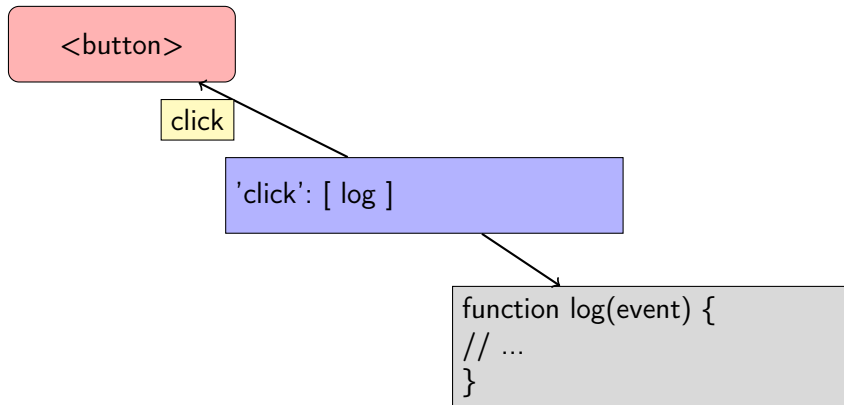 <button>
click
'click': [ log ]
function log(event) {
// ...
}